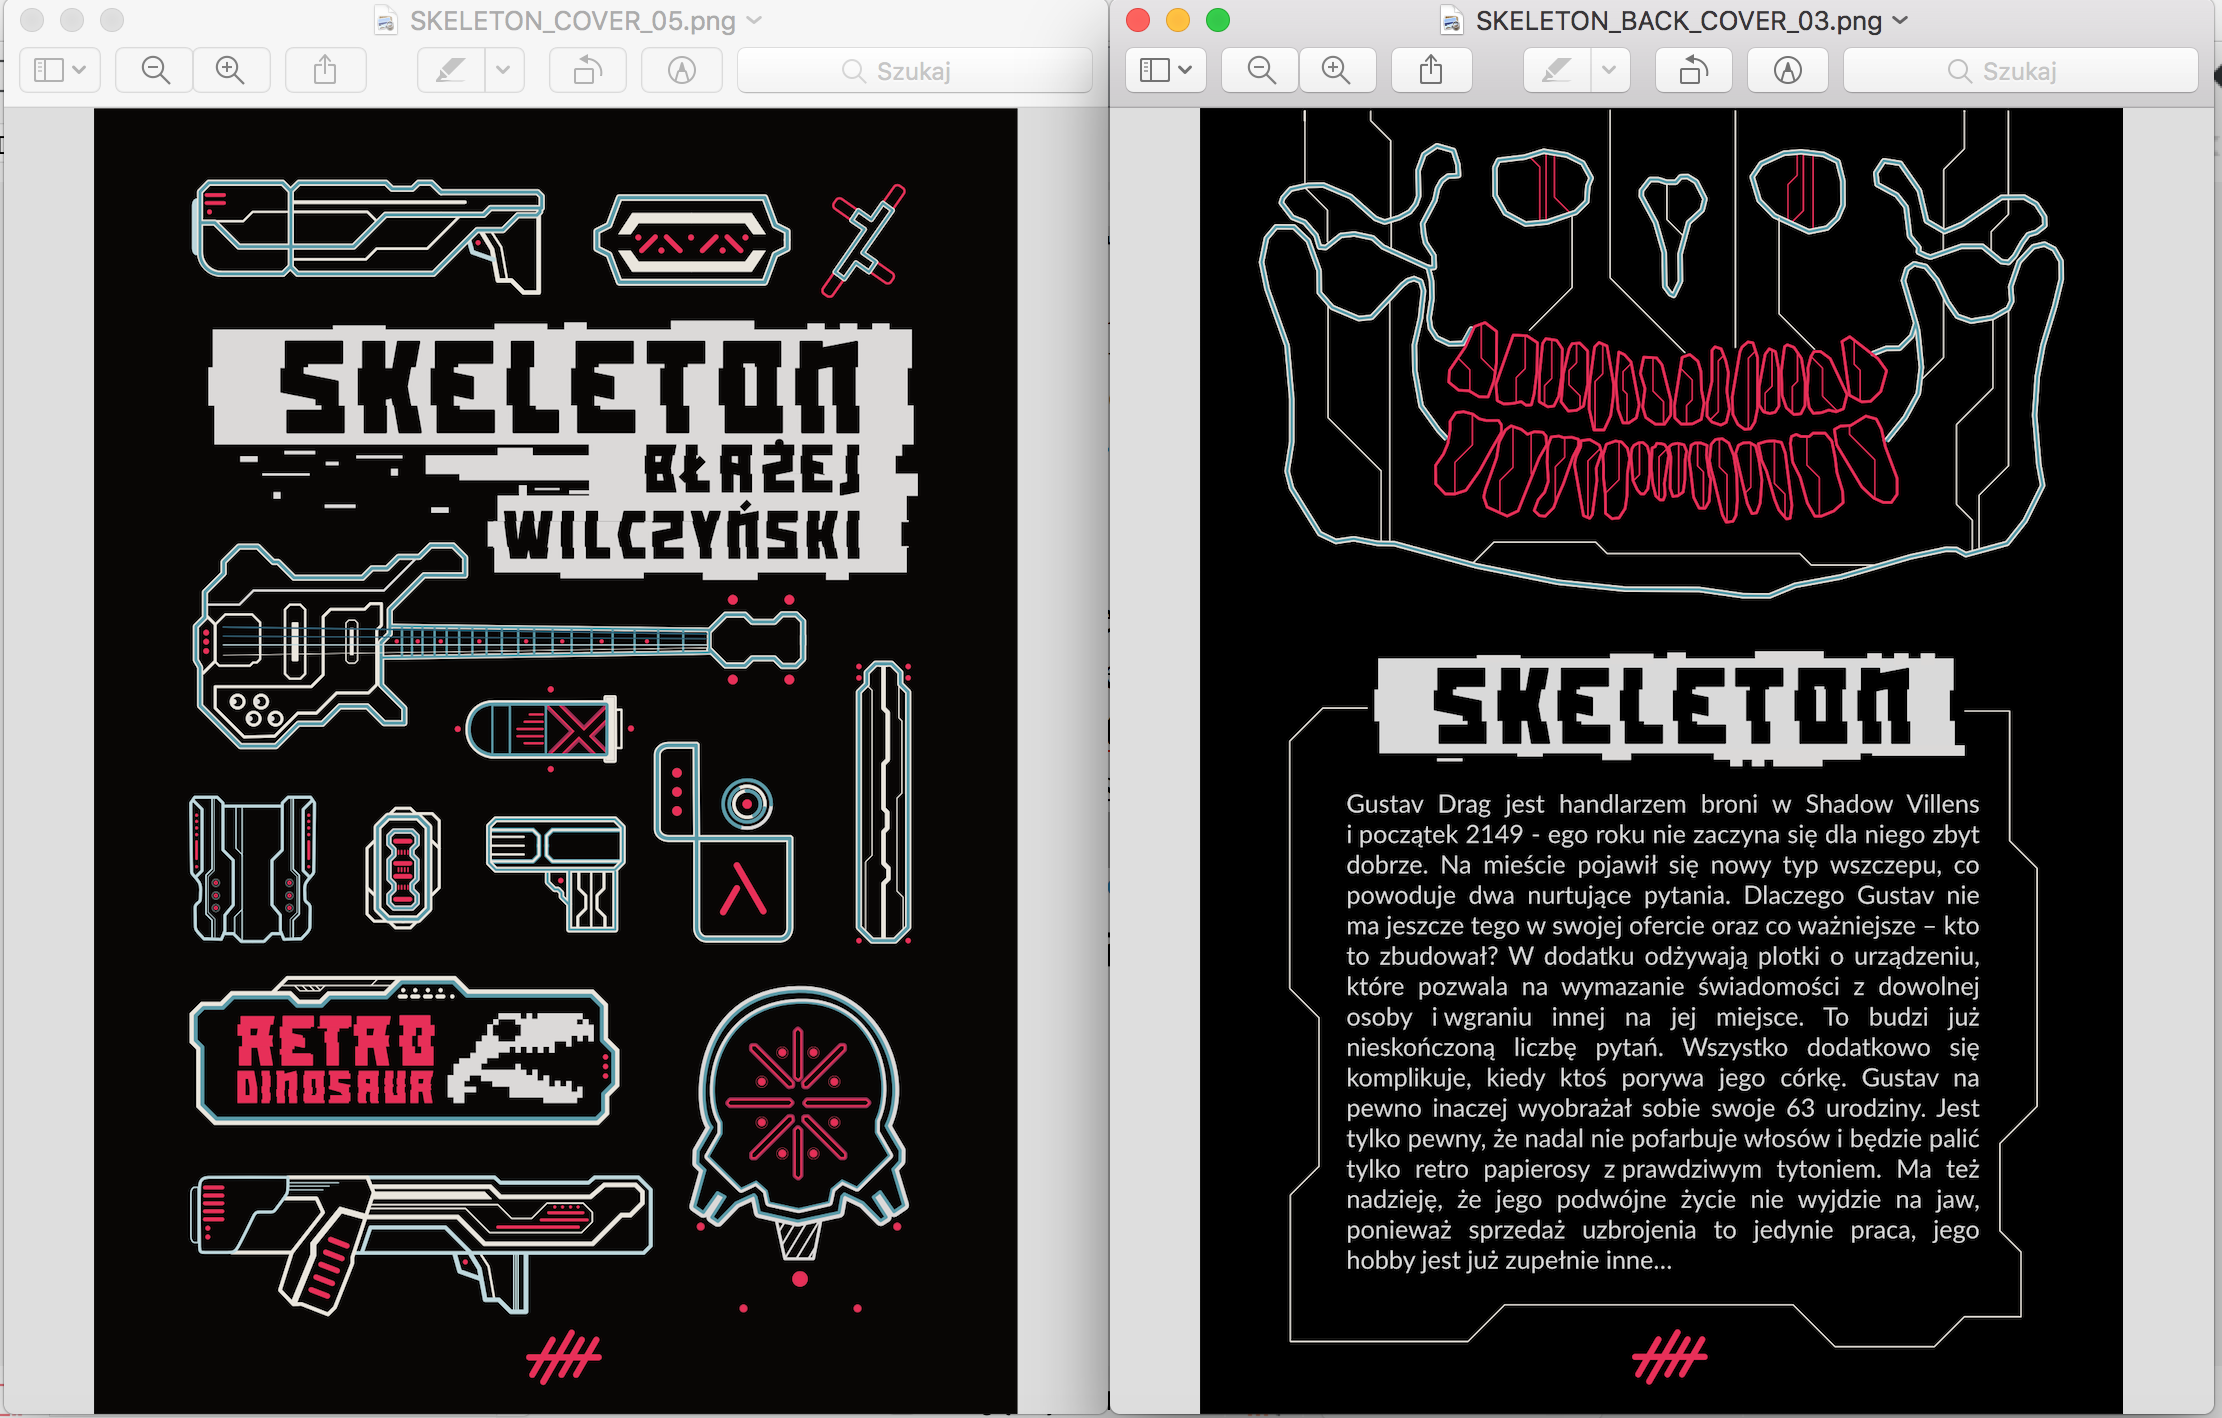 SKELETON_COVER_05.png
Szukaj
SKELETON
BŁAŻEJ
WILCZYŃSKI
RETRO
DINOSAUR
SKELETON_BACK_COVER_03.png
Szukaj
SKELETON
Gustav Drag jest handlarzem broni w Shadow Villens
i początek 2149 - ego roku nie zaczyna się dla niego zbyt
dobrze. Na mieście pojawił się nowy typ wszczepu, co
powoduje dwa nurtujące pytania. Dlaczego Gustav nie
ma jeszcze tego w swojej ofercie oraz co ważniejsze – kto
to zbudował? W dodatku odżywają plotki o urządzeniu,
które pozwala na wymazanie świadomości z dowolnej
osoby i wgraniu innej na jej miejsce. To budzi już
nieskończoną liczbę pytań. Wszystko dodatkowo się
komplikuje, kiedy ktoś porywa jego córkę. Gustav na
pewno inaczej wyobrażał sobie swoje 63 urodziny. Jest
tylko pewny, że nadal nie pofarbuje włosów i będzie palić
tylko retro papierosy z prawdziwym tytoniem. Ma też
nadzieję, że jego podwójne życie nie wyjdzie na jaw,
ponieważ sprzedaż uzbrojenia to jedynie praca, jego
hobby jest już zupełnie inne...